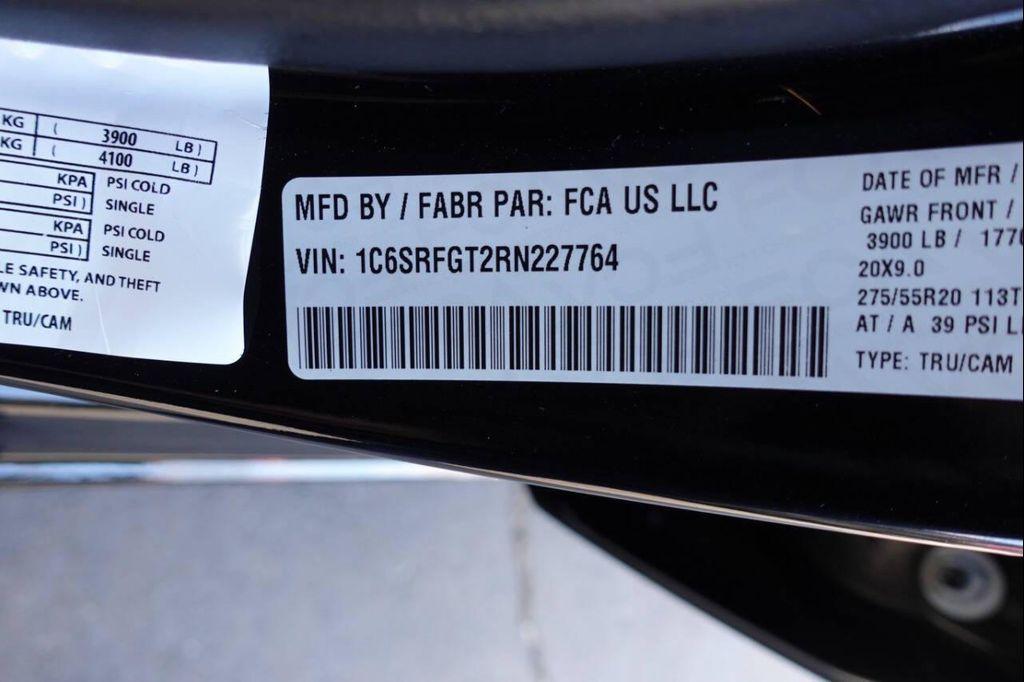 KG ( 3900 LB )
KG ( 4100 LB )
KPA PSI COLD
PSI ) SINGLE
KPA PSI COLD
PSI ) SINGLE
LE SAFETY, AND THEFT
WN ABOVE.
TRU/CAM
MFD BY / FABR PAR: FCA US LLC
VIN: 1C6SRFGT2RN227764
DATE OF MFR /
GAWR FRONT /
3900 LB / 1770
20X9.0
275/55R20 113T
AT / A 39 PSI L
TYPE: TRU/CAM